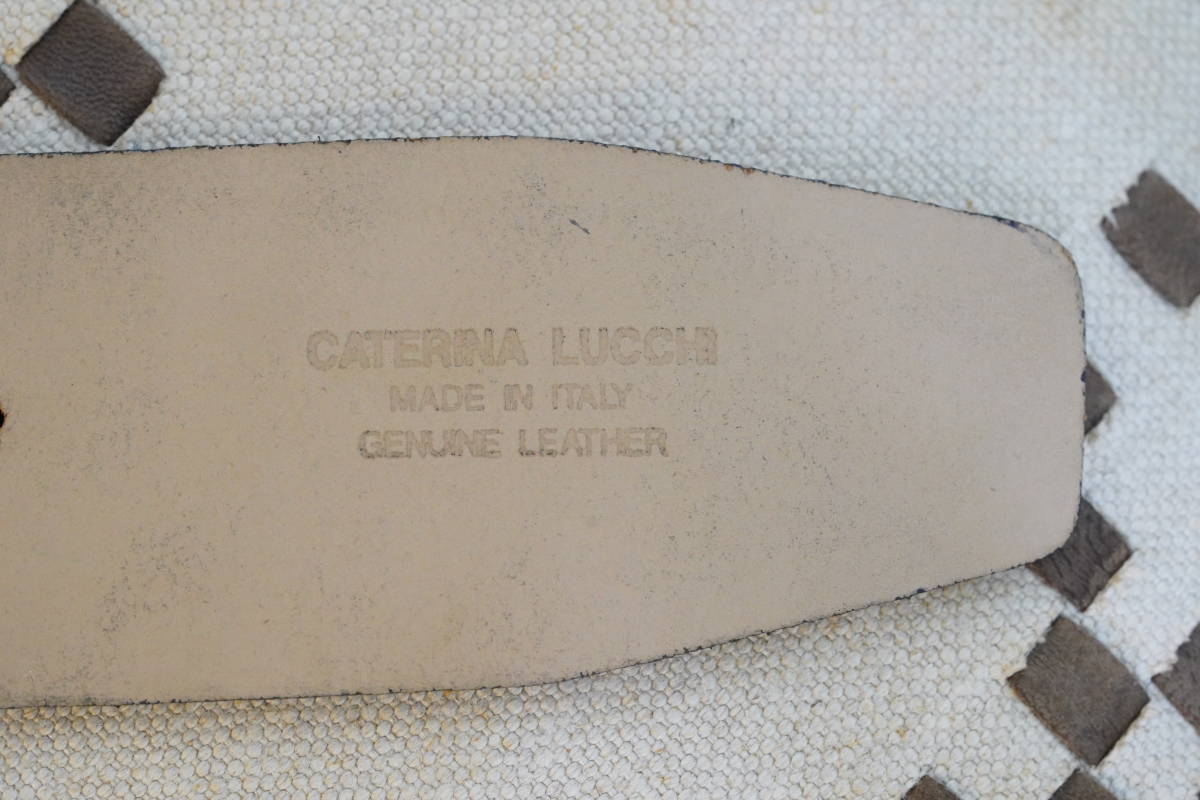 CATERINA LUCCHI
MADE IN ITALY
GENUINE LEATHER